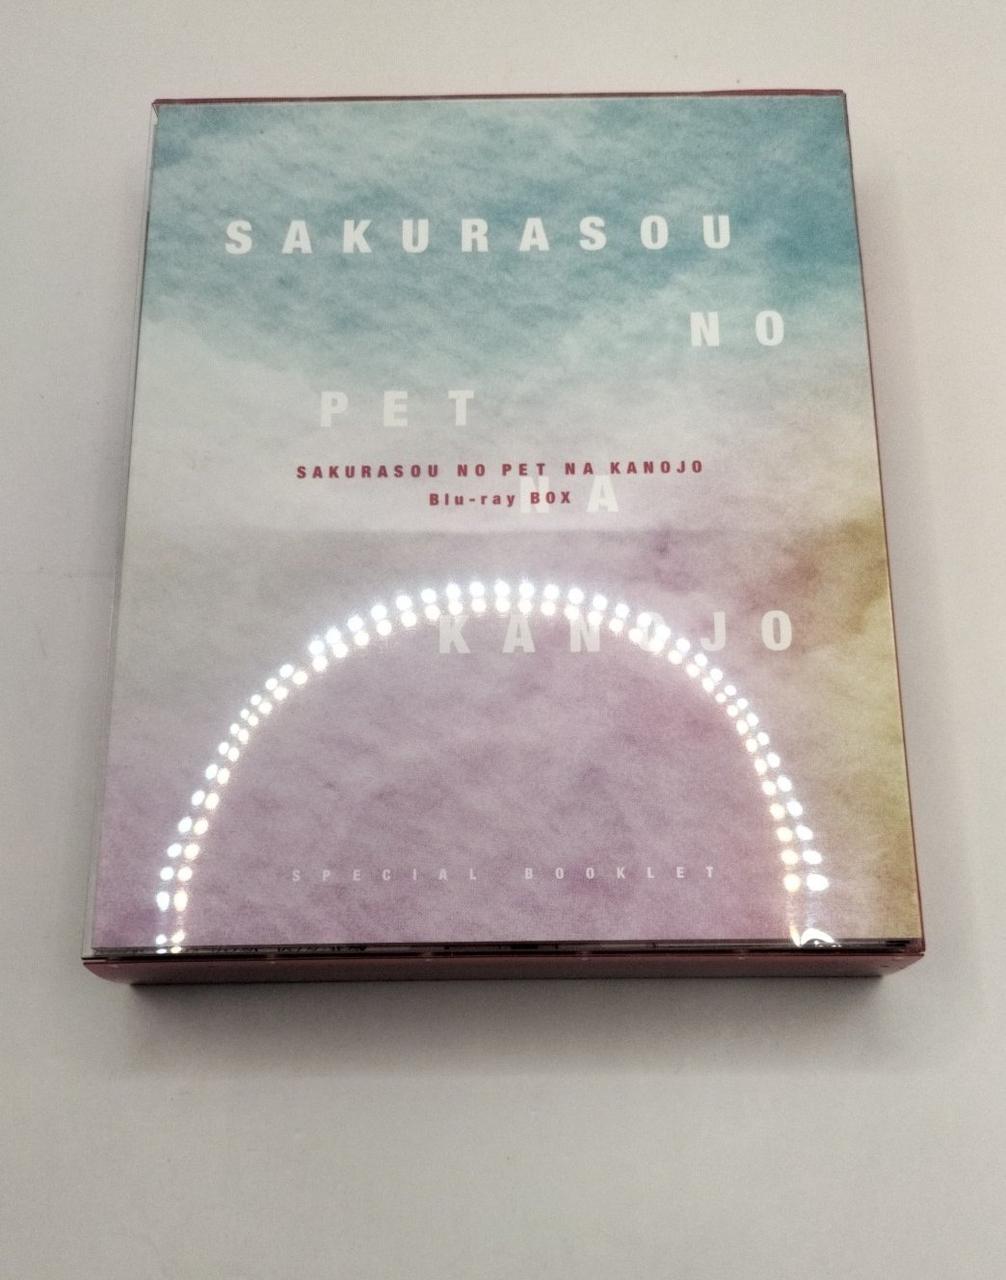 SAKURASOU
NO
PET
SAKURASOU NO PET NA KANOJO
NA
Blu-ray BOX
KANOJO
SPECIAL BOOKLET